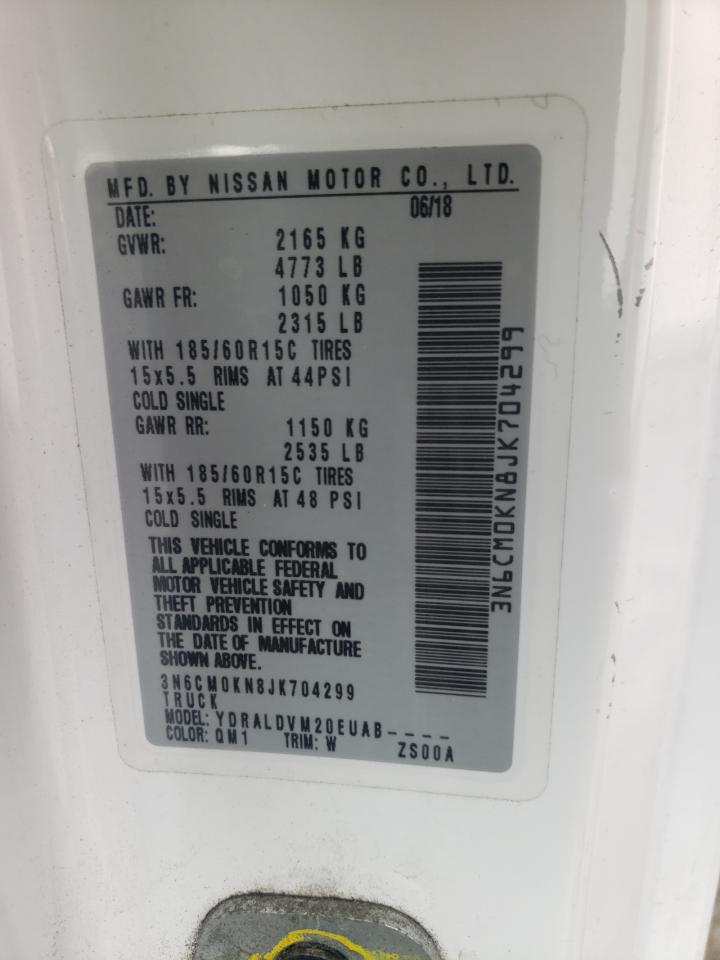 MFD. BY NISSAN MOTOR CO., LTD.
DATE: 06/18
GVWR: 2165 KG
4773 LB
GAWR FR: 1050 KG
2315 LB
WITH 185/60R15C TIRES
15x5.5 RIMS AT 44PSI
COLD SINGLE
GAWR RR: 1150 KG
2535 LB
WITH 185/60R15C TIRES
15x5.5 RIMS AT 48 PSI
COLD SINGLE
THIS VEHICLE CONFORMS TO
ALL APPLICABLE FEDERAL
MOTOR VEHICLE SAFETY AND
THEFT PREVENTION
STANDARDS IN EFFECT ON
THE DATE OF MANUFACTURE
SHOWN ABOVE.
3N6CM0KN8JK704299
TRUCK
MODEL: YDRALDVM20EUAB----
COLOR: QM1 TRIM: W ZS00A
3N6CM0KN8JK704299